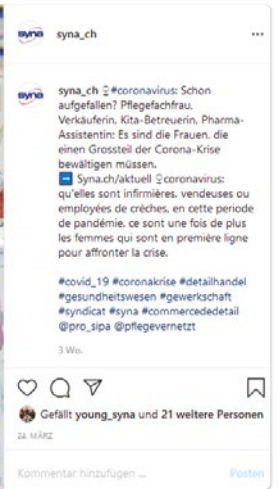 syna
syna_ch
syna
syna_ch ♀#coronavirus: Schon
aufgefallen? Pflegefachfrau,
Verkäuferin, Kita-Betreuerin, Pharma-
Assistentin: Es sind die Frauen, die
einen Grossteil der Corona-Krise
bewältigen müssen.
➡ Syna.ch/aktuell ♀coronavirus:
qu'elles sont infirmières, vendeuses ou
employées de crèches, en cette periode
de pandémie, ce sont une fois de plus
les femmes qui sont en première ligne
pour affronter la crise.
#covid_19 #coronakrise #detailhandel
#gesundheitswesen #gewerkschaft
#syndicat #syna #commercededetail
@pro_sipa @pflegevernetzt
3 Wo.
Gefällt young_syna und 21 weitere Personen
24. MÄRZ
Kommentar hinzufügen ... Posten